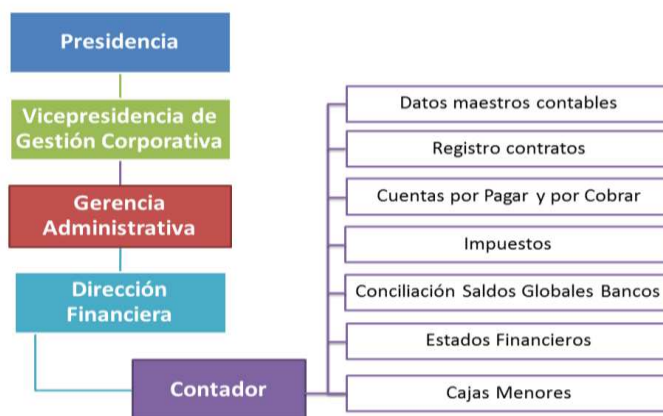 Presidencia
Vicepresidencia de
Gestión Corporativa
Gerencia
Administrativa
Dirección
Financiera
Contador
Datos maestros contables
Registro contratos
Cuentas por Pagar y por Cobrar
Impuestos
Conciliación Saldos Globales Bancos
Estados Financieros
Cajas Menores